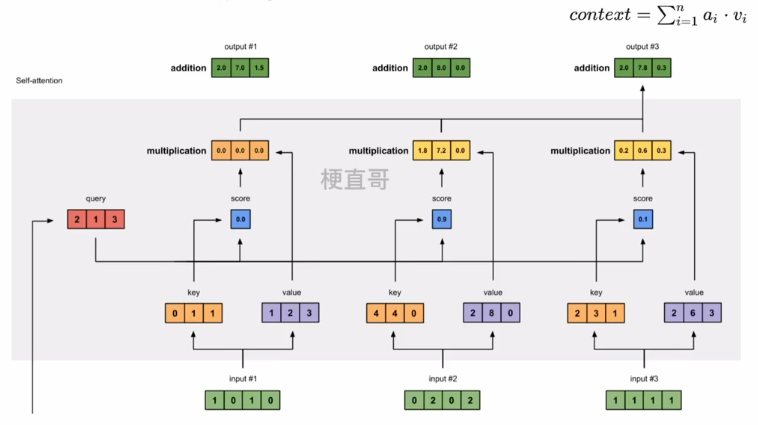 context = ∑ⁿᵢ₌₁ aᵢ · vᵢ
output #1 output #2 output #3
addition 2.0 7.0 1.5 addition 2.0 8.0 0.0 addition 2.0 7.8 0.3
Self-attention
multiplication 0.0 0.0 0.0 multiplication 1.8 7.2 0.0 multiplication 0.2 0.6 0.3
梗直哥
query score score score
2 1 3 0.0 0.9 0.1
key value key value key value
0 1 1 1 2 3 4 4 0 2 8 0 2 3 1 2 6 3
input #1 input #2 input #3
1 0 1 0 0 2 0 2 1 1 1 1